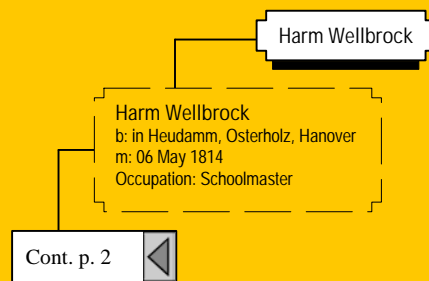 Harm Wellbrock
Harm Wellbrock
b: in Heudamm, Osterholz, Hanover
m: 06 May 1814
Occupation: Schoolmaster
Cont. p. 2